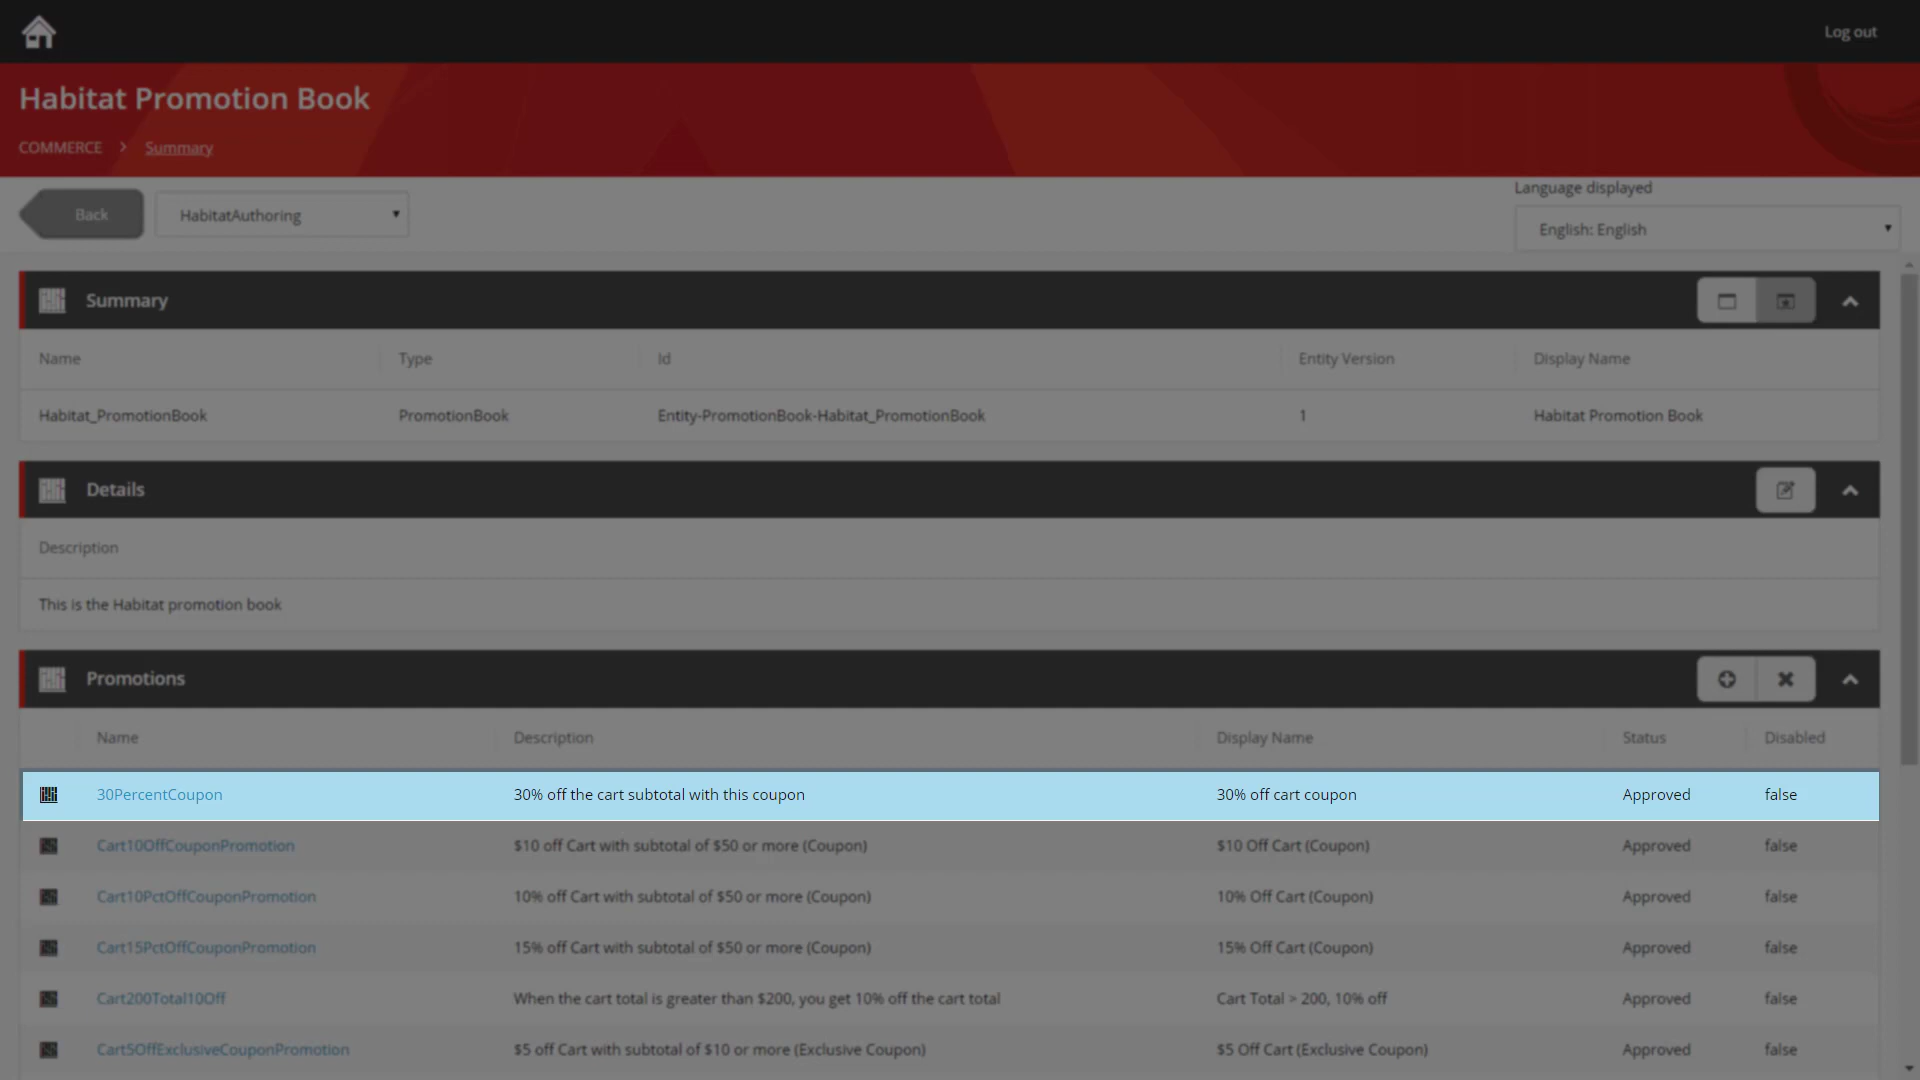 Log out
Habitat Promotion Book
COMMERCE > Summary
Language displayed
Back HabitatAuthoring English: English
Summary
Name Type Id Entity Version Display Name
Habitat_PromotionBook PromotionBook Entity-PromotionBook-Habitat_PromotionBook 1 Habitat Promotion Book
Details
Description
This is the Habitat promotion book
Promotions
Name Description Display Name Status Disabled
30PercentCoupon 30% off the cart subtotal with this coupon 30% off cart coupon Approved false
Cart10OffCouponPromotion $10 off Cart with subtotal of $50 or more (Coupon) $10 Off Cart (Coupon) Approved false
Cart10PctOffCouponPromotion 10% off Cart with subtotal of $50 or more (Coupon) 10% Off Cart (Coupon) Approved false
Cart15PctOffCouponPromotion 15% off Cart with subtotal of $50 or more (Coupon) 15% Off Cart (Coupon) Approved false
Cart200Total10Off When the cart total is greater than $200, you get 10% off the cart total Cart Total > 200, 10% off Approved false
Cart5OffExclusiveCouponPromotion $5 off Cart with subtotal of $10 or more (Exclusive Coupon) $5 Off Cart (Exclusive Coupon) Approved false